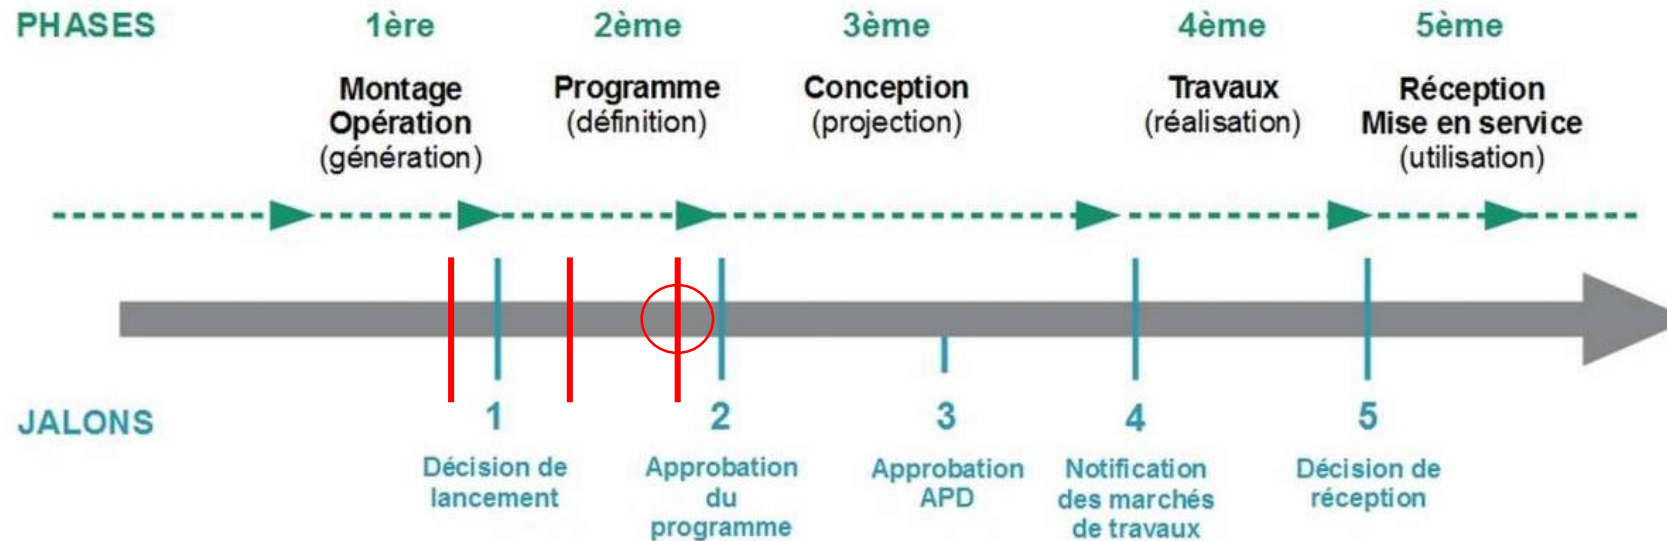 PHASES 1ère 2ème 3ème 4ème 5ème
Montage
Opération
(génération)
Programme
(définition)
Conception
(projection)
Travaux
(réalisation)
Réception
Mise en service
(utilisation)
JALONS
1
Décision de
lancement
2
Approbation
du
programme
3
Approbation
APD
4
Notification
des marchés
de travaux
5
Décision de
réception